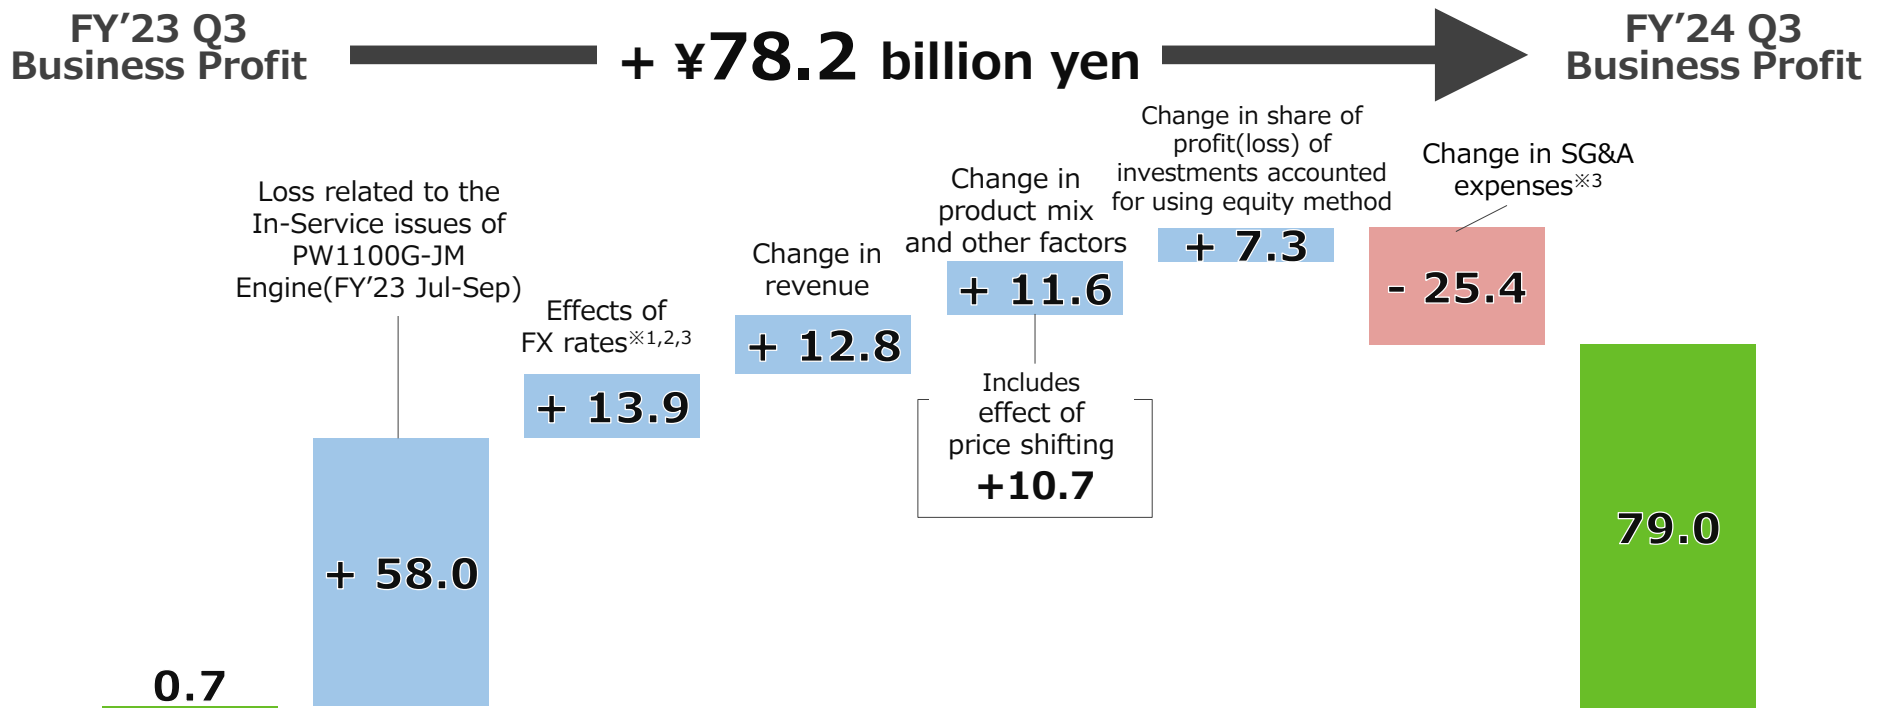 FY’23 Q3
Business Profit
+ ¥78.2 billion yen
FY’24 Q3
Business Profit
Loss related to the
In-Service issues of
PW1100G-JM
Engine(FY’23 Jul-Sep)
Effects of
FX rates※1,2,3
Change in
revenue
Change in
product mix
and other factors
Change in share of
profit(loss) of
investments accounted
for using equity method
Change in SG&A
expenses※3
0.7
+ 58.0
+ 13.9
+ 12.8
+ 11.6
Includes
effect of
price shifting
+10.7
+ 7.3
- 25.4
79.0